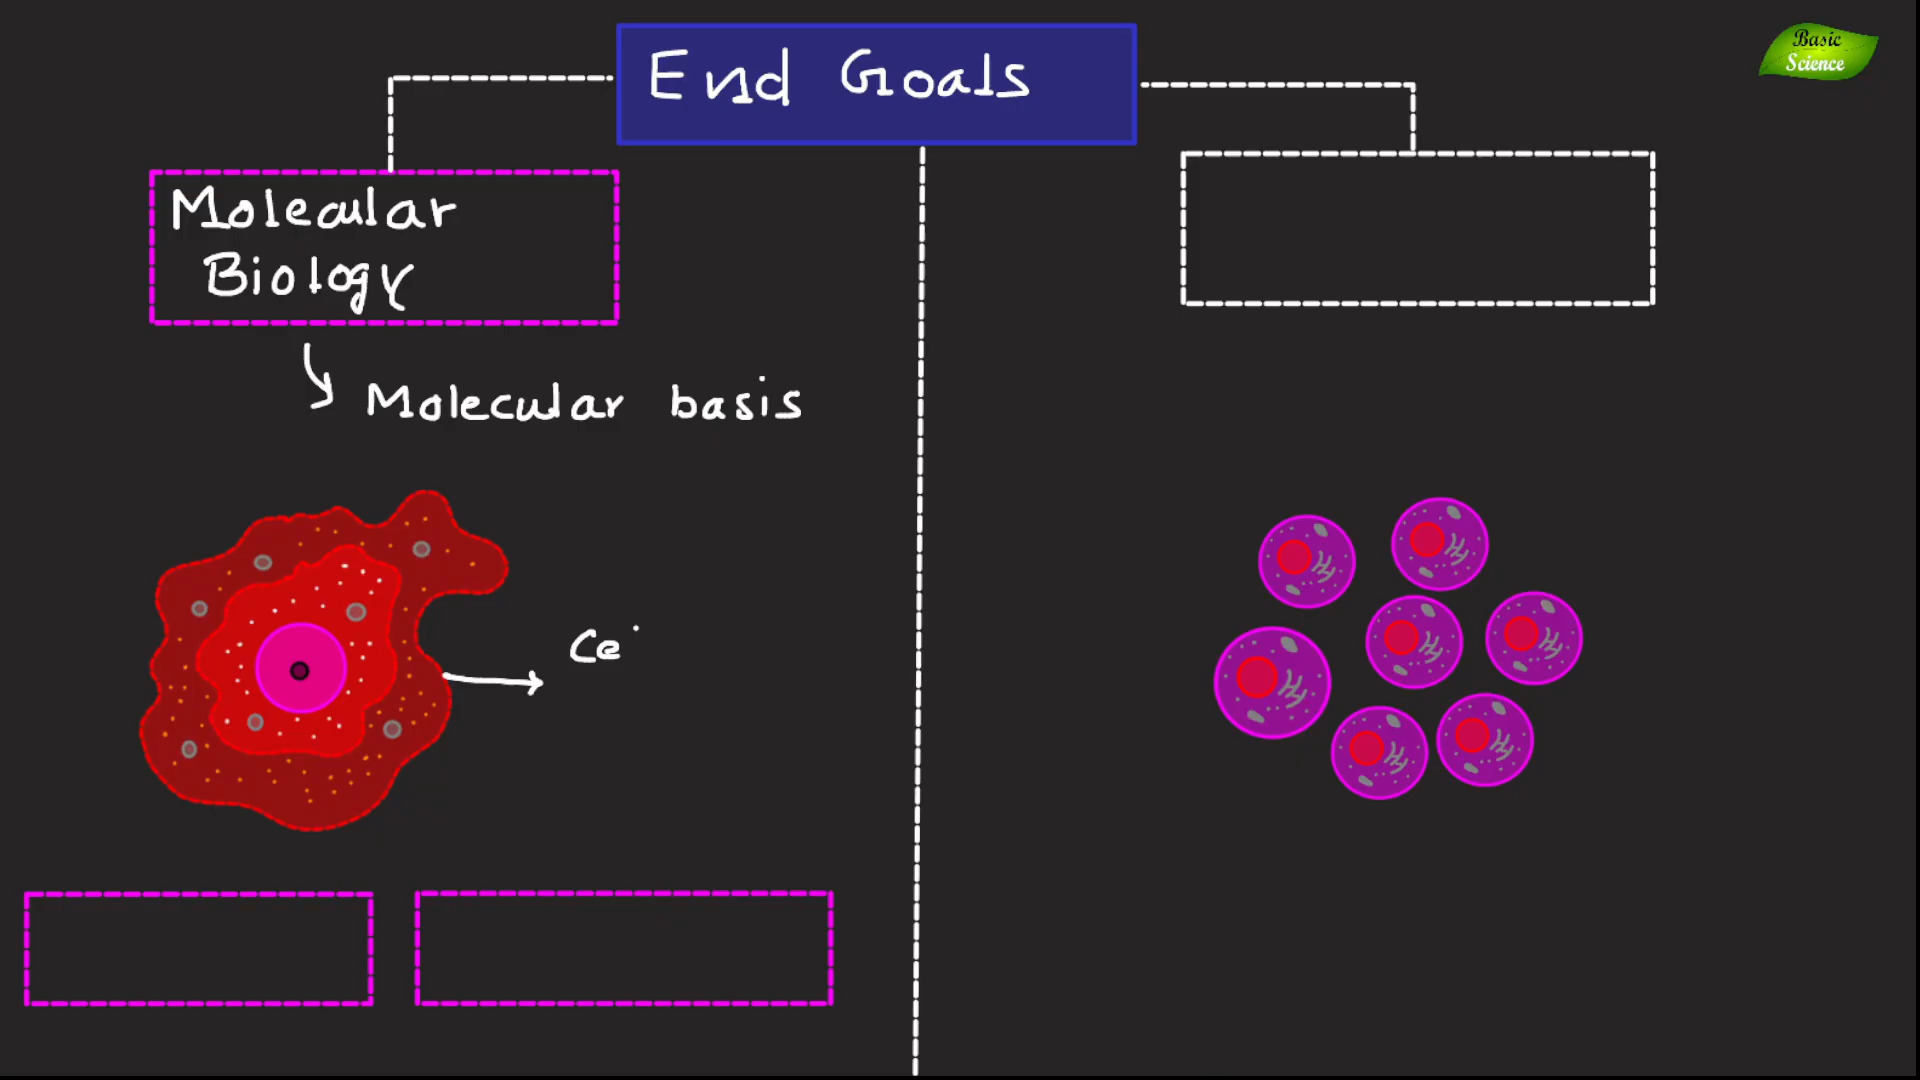 End Goals
Basic
Science
Molecular
Biology
Molecular basis
Ce